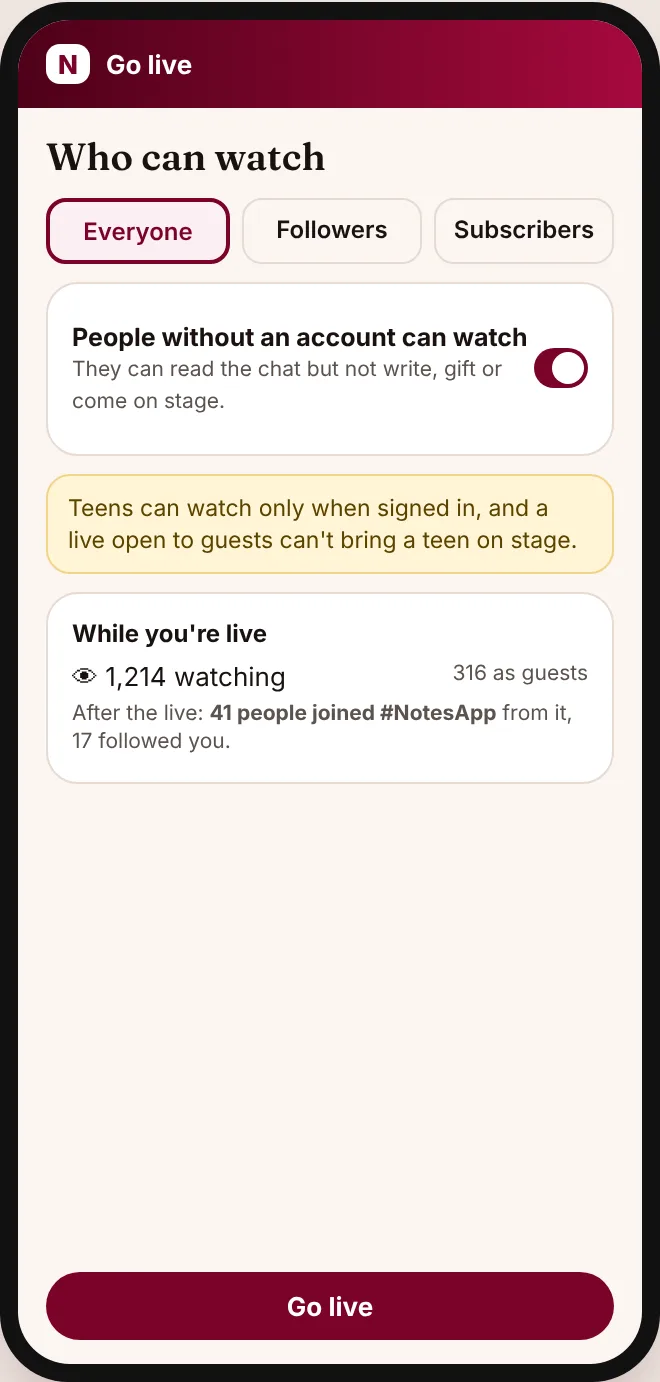 N Go live
Who can watch
Everyone Followers Subscribers
People without an account can watch
They can read the chat but not write, gift or
come on stage.
Teens can watch only when signed in, and a
live open to guests can't bring a teen on stage.
While you're live
👁 1,214 watching 316 as guests
After the live: 41 people joined #NotesApp from it,
17 followed you.
Go live